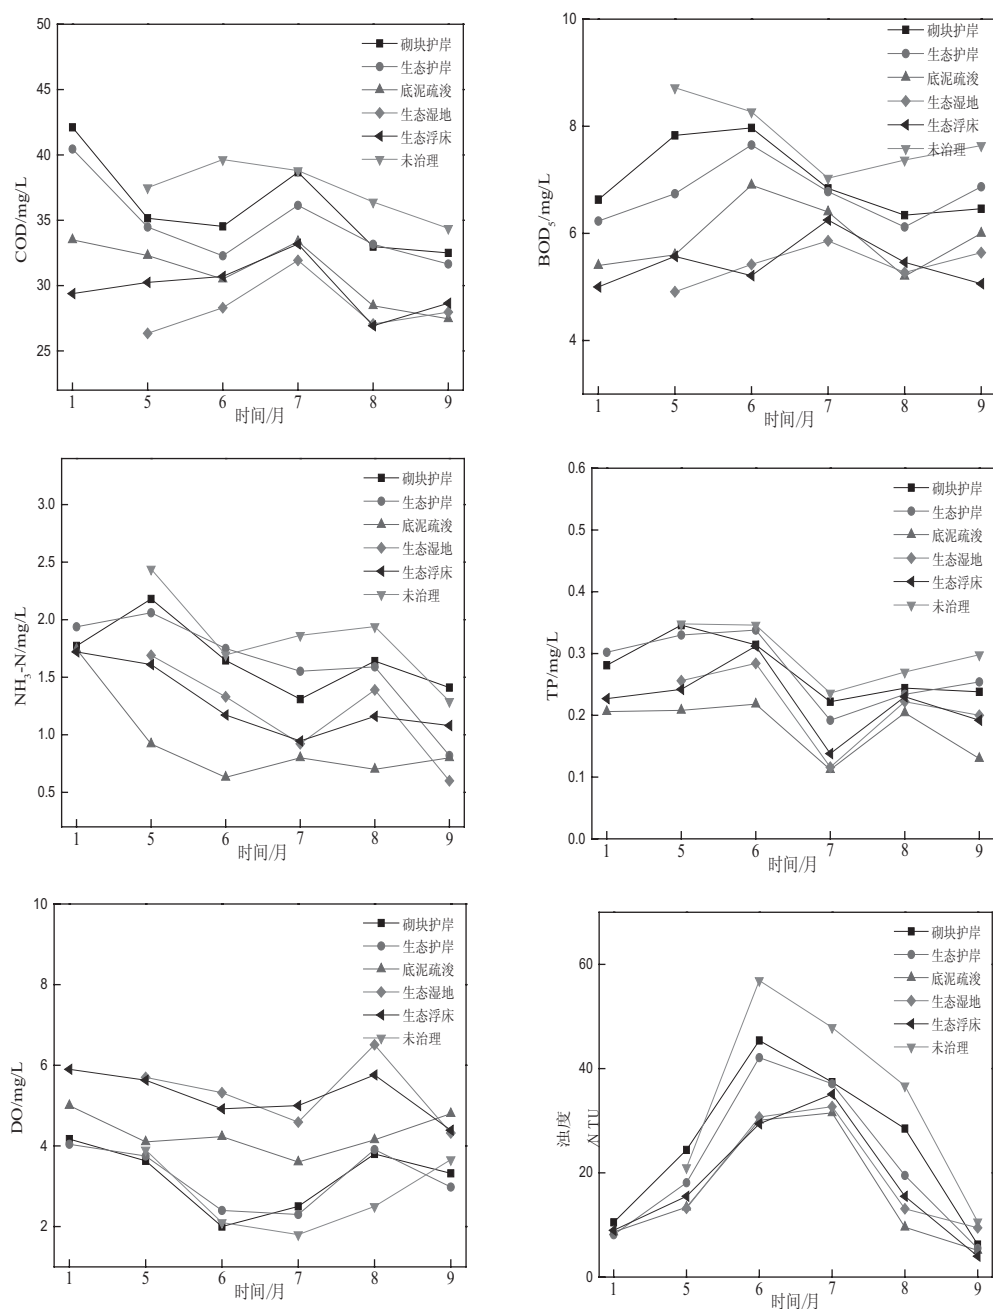 50
45
40
35
30
25
COD/mg/L
砌块护岸
生态护岸
底泥疏浚
生态湿地
生态浮床
未治理
1 5 6 7 8 9
时间/月
10
8
6
4
BOD₅/mg/L
砌块护岸
生态护岸
底泥疏浚
生态湿地
生态浮床
未治理
1 5 6 7 8 9
时间/月
3.0
2.5
2.0
1.5
1.0
0.5
NH₃-N/mg/L
砌块护岸
生态护岸
底泥疏浚
生态湿地
生态浮床
未治理
1 5 6 7 8 9
时间/月
0.6
0.5
0.4
0.3
0.2
0.1
0.0
TP/mg/L
砌块护岸
生态护岸
底泥疏浚
生态湿地
生态浮床
未治理
1 5 6 7 8 9
时间/月
10
8
6
4
2
DO/mg/L
砌块护岸
生态护岸
底泥疏浚
生态湿地
生态浮床
未治理
1 5 6 7 8 9
时间/月
60
40
20
0
浊度
/NTU
砌块护岸
生态护岸
底泥疏浚
生态湿地
生态浮床
未治理
1 5 6 7 8 9
时间/月